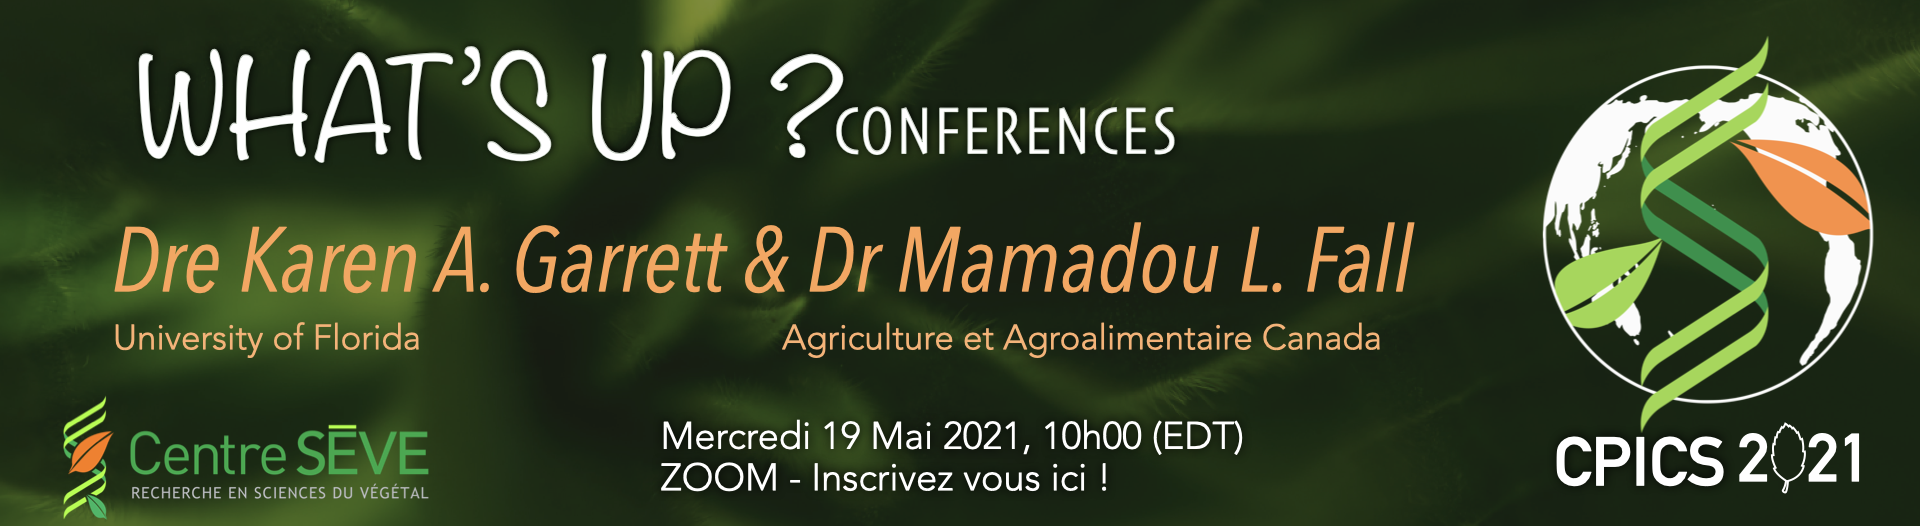 WHAT'S UP ? CONFERENCES
Dre Karen A. Garrett & Dr Mamadou L. Fall
University of Florida
Agriculture et Agroalimentaire Canada
Centre SĒVE
RECHERCHE EN SCIENCES DU VÉGÉTAL
Mercredi 19 Mai 2021, 10h00 (EDT)
ZOOM - Inscrivez vous ici !
CPICS 2021